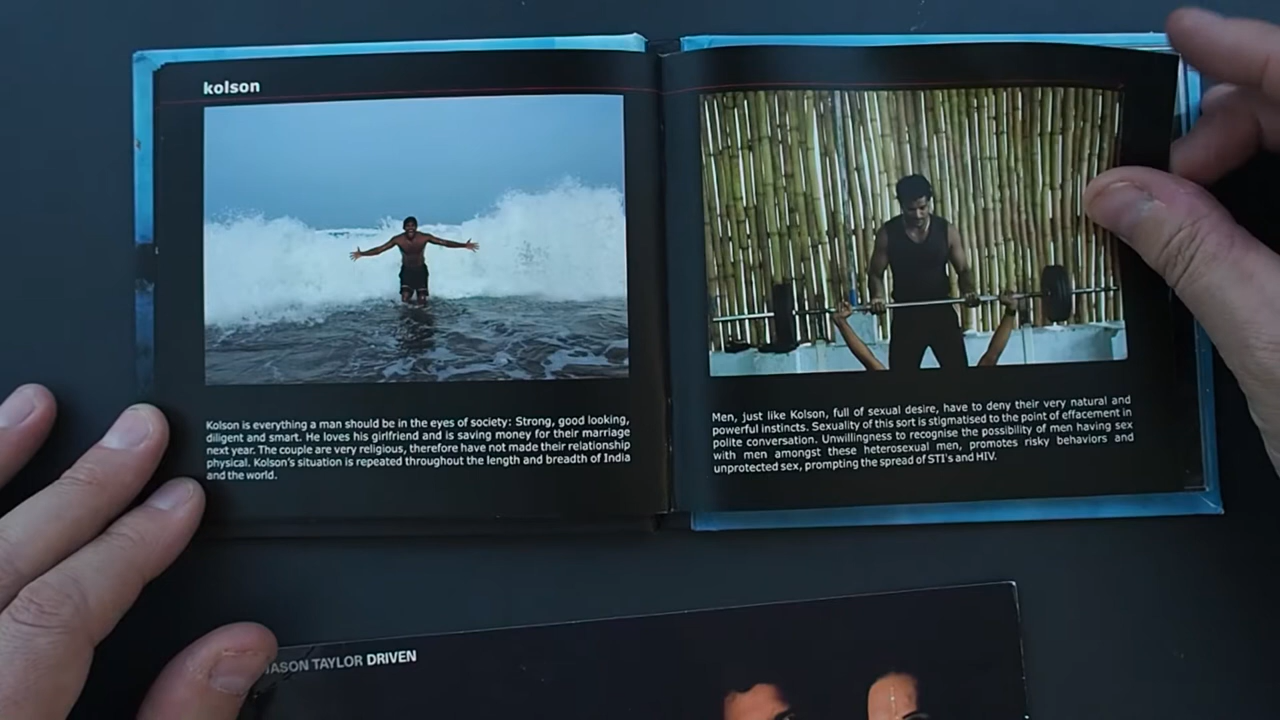 kolson
Kolson is everything a man should be in the eyes of society: Strong, good looking,
diligent and smart. He loves his girlfriend and is saving money for their marriage
next year. The couple are very religious, therefore have not made their relationship
physical. Kolson's situation is repeated throughout the length and breadth of India
and the world.
Men, just like Kolson, full of sexual desire, have to deny their very natural and
powerful instincts. Sexuality of this sort is stigmatised to the point of effacement in
polite conversation. Unwillingness to recognise the possibility of men having sex
with men amongst these heterosexual men, promotes risky behaviors and
unprotected sex, prompting the spread of STI's and HIV.
JASON TAYLOR DRIVEN